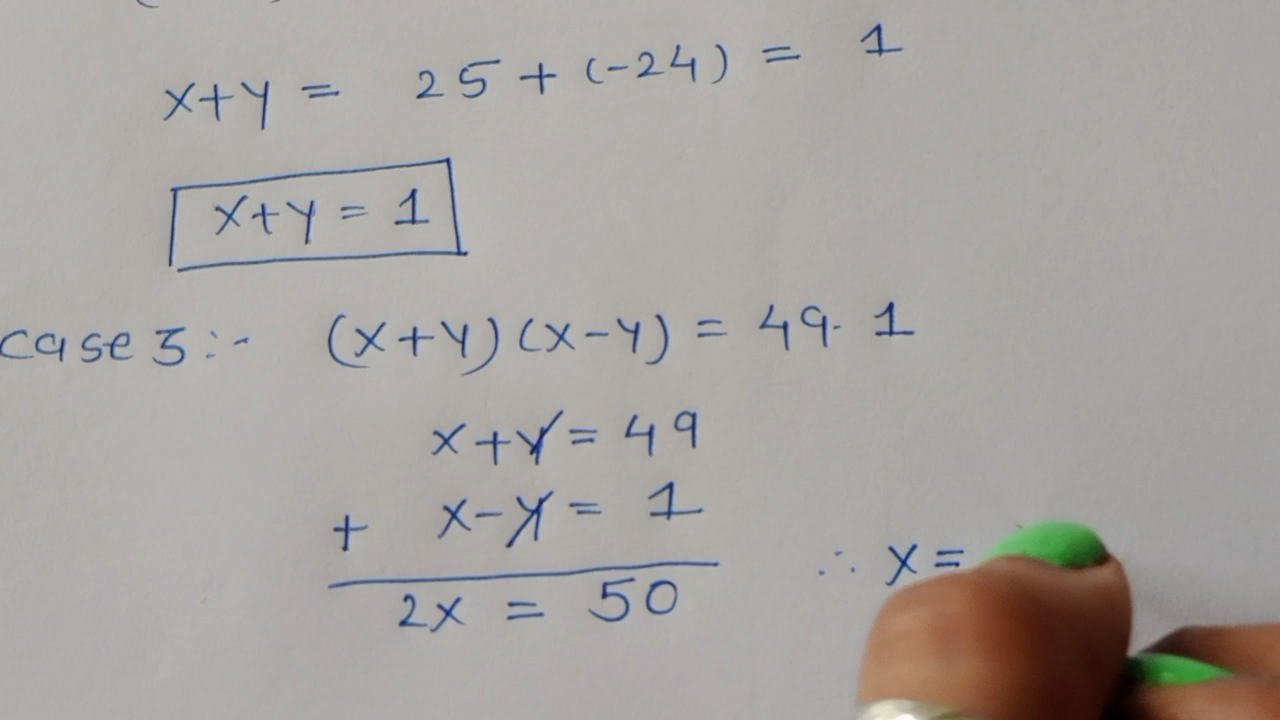 x+y = 25 + (-24) = 1
x+y = 1
Case 3:- (x+y)(x-y) = 49. 1
x+y = 49
+ x-y = 1
2x = 50 ∴ x =